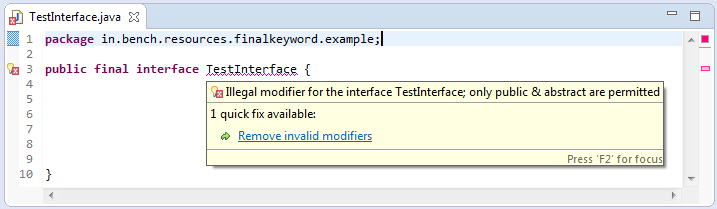 TestInterface.java
1 package in.bench.resources.finalkeyword.example;
2
3 public final interface TestInterface {
4
Illegal modifier for the interface TestInterface; only public & abstract are permitted
5
1 quick fix available:
6
7
Remove invalid modifiers
8
9
Press 'F2' for focus
10 }